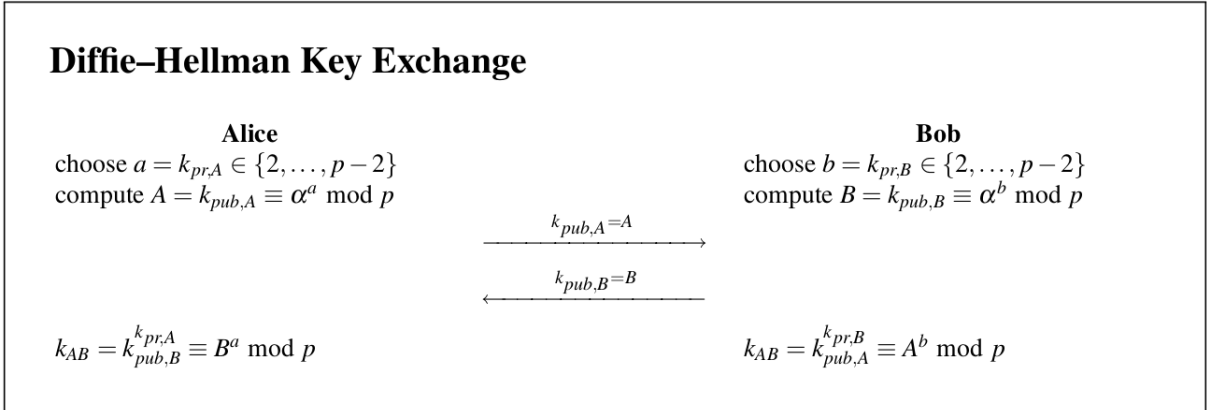 Diffie–Hellman Key Exchange
Alice
choose a = k_{pr,A} ∈ {2, . . . , p − 2}
compute A = k_{pub,A} ≡ α^a mod p
Bob
choose b = k_{pr,B} ∈ {2, . . . , p − 2}
compute B = k_{pub,B} ≡ α^b mod p
k_{pub,A}=A
k_{pub,B}=B
k_{AB} = k_{pub,B}^{k_{pr,A}} ≡ B^a mod p
k_{AB} = k_{pub,A}^{k_{pr,B}} ≡ A^b mod p